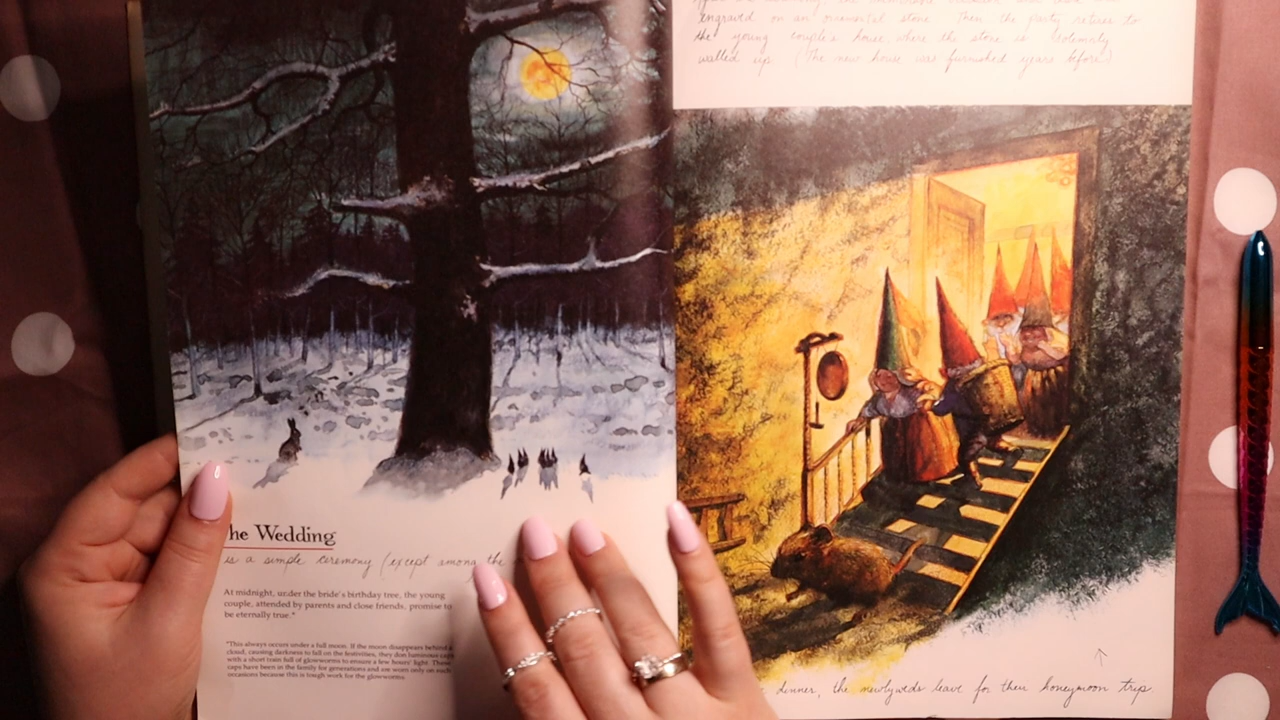 he Wedding
is a simple ceremony (except among the
At midnight, under the bride's birthday tree, the young
couple, attended by parents and close friends, promise to
be eternally true.*
*This always occurs under a full moon. If the moon disappears behind a
cloud, causing darkness to fall on the festivities, they don luminous caps
with a short train full of glowworms to ensure a few hours' light. These
caps have been in the family for generations and are worn only on such
occasions because this is tough work for the glowworms.
engraved on an ornamental stone. Then the party returns to
the young couple's house where the stone is solemnly
walled up. (The new house was furnished years before.)
dinner, the newlyweds leave for their honeymoon trip